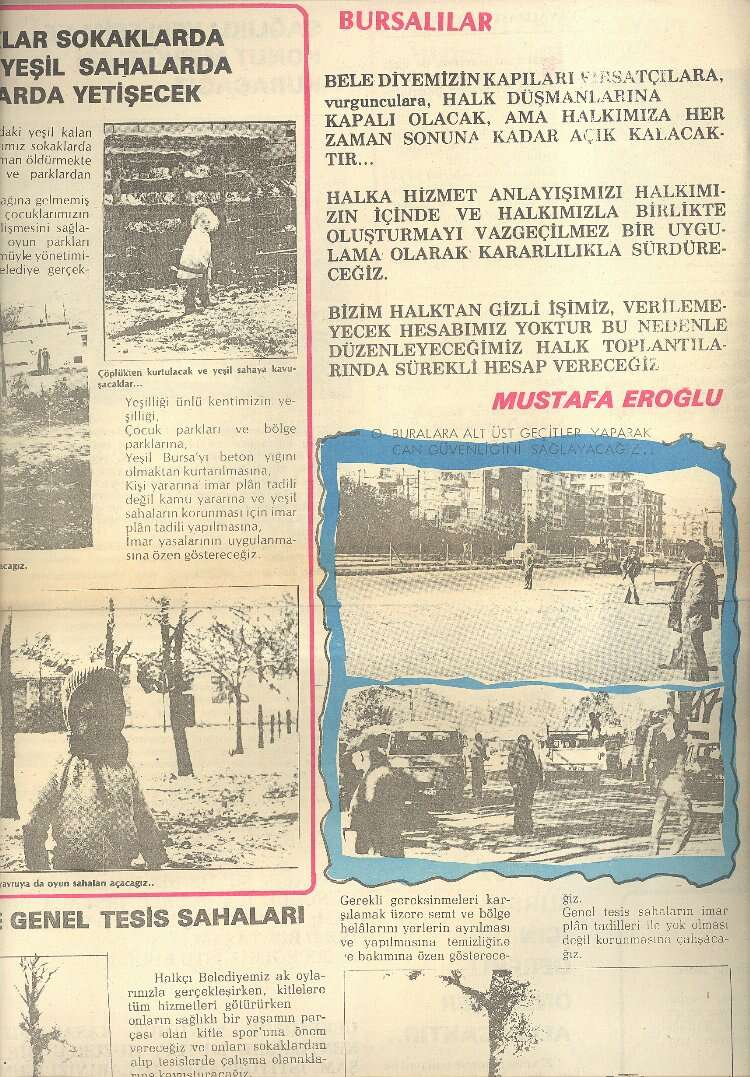 LAR SOKAKLARDA
YEŞİL SAHALARDA
ARDA YETİŞECEK
daki yeşil kalan
ımız sokaklarda
man öldürmekte
ve parklardan
ağına gelmemiş
çocuklarımızın
lişmesini sağla-
oyun parkları
müyle yönetimi-
elediye gerçek-
Çöplükten kurtulacak ve yeşil sahaya kavu-
şacaklar...
Yeşilliği ünlü kentimizin ye-
şilliği,
Çocuk parkları ve bölge
parklarına,
Yeşil Bursa'yı beton yığını
olmaktan kurtarılmasına,
Kişi yararına imar plân tadili
değil kamu yararına ve yeşil
sahaların korunması için imar
plân tadili yapılmasına,
İmar yasalarının uygulanma-
sına özen göstereceğiz.
acagız.
yavruya da oyun sahaları açacagız..
E GENEL TESİS SAHALARI
Halkçı Belediyemiz ak oyla-
rınızla gerçekleşirken, kitlelere
tüm hizmetleri götürürken
onların sağlıklı bir yaşamın par-
çası olan kitle spor'una önem
vereceğiz ve onları sokaklardan
alıp tesislerde çalışma olanakla-
rına kavuşturacağız.
BURSALILAR
BELE DİYEMİZİN KAPILARI FIRSATÇILARA,
vurgunculara, HALK DÜŞMANLARINA
KAPALI OLACAK, AMA HALKIMIZA HER
ZAMAN SONUNA KADAR AÇIK KALACAK-
TIR...
HALKA HİZMET ANLAYIŞIMIZI HALKIMI-
ZIN İÇİNDE VE HALKIMIZLA BİRLİKTE
OLUŞTURMAYI VAZGEÇİLMEZ BİR UYGU-
LAMA OLARAK KARARLILIKLA SÜRDÜRE-
CEĞİZ.
BİZİM HALKTAN GİZLİ İŞİMİZ, VERİLEME-
YECEK HESABIMIZ YOKTUR BU NEDENLE
DÜZENLEYECEĞİMİZ HALK TOPLANTILA-
RINDA SÜREKLİ HESAP VERECEĞİZ
MUSTAFA EROĞLU
O BURALARA ALT ÜST GEÇİTLER YAPARAK
CAN GÜVENLİĞİNİ SAĞLAYACAĞIZ...
Gerekli gereksinmeleri kar-
şılamak üzere semt ve bölge
helâlarını yerlerin ayrılması
ve yapılmasına temizliğine
ve bakımına özen gösterece-
ğiz.
Genel tesis sahaların imar
plân tadilleri ile yok olması
değil korunmasına çalışaca-
ğız.